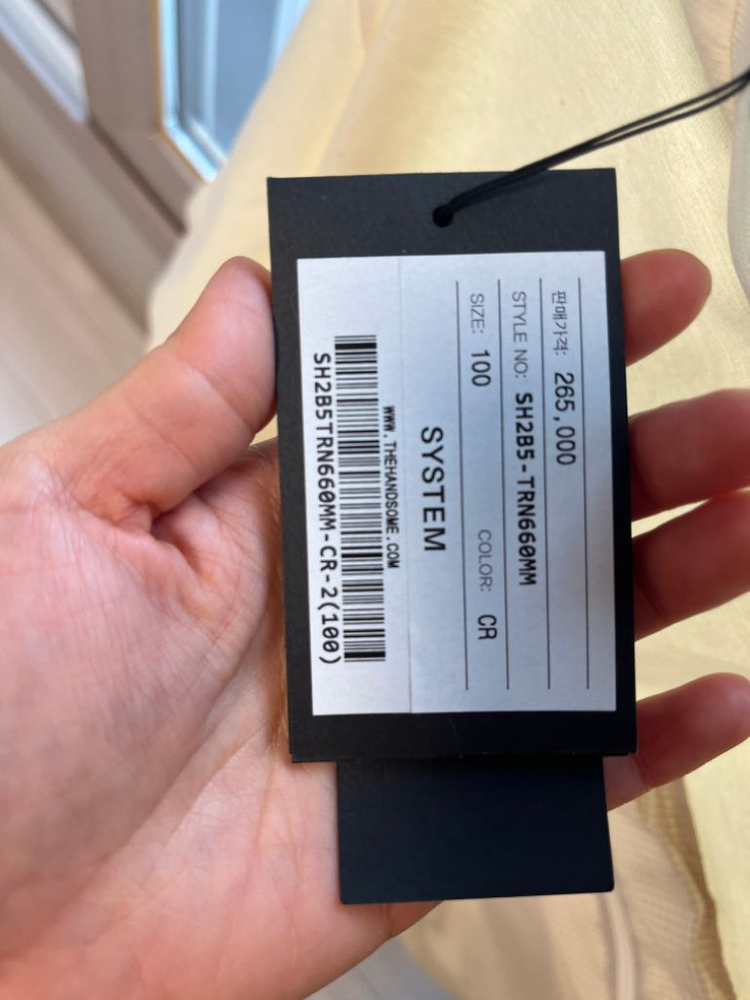 판매가격: 265,000
STYLE NO: SH2B5-TRN660MM
SIZE: 100 COLOR: CR
SYSTEM
WWW.THEHANDSOME.COM
SH2B5TRN660MM-CR-2(100)